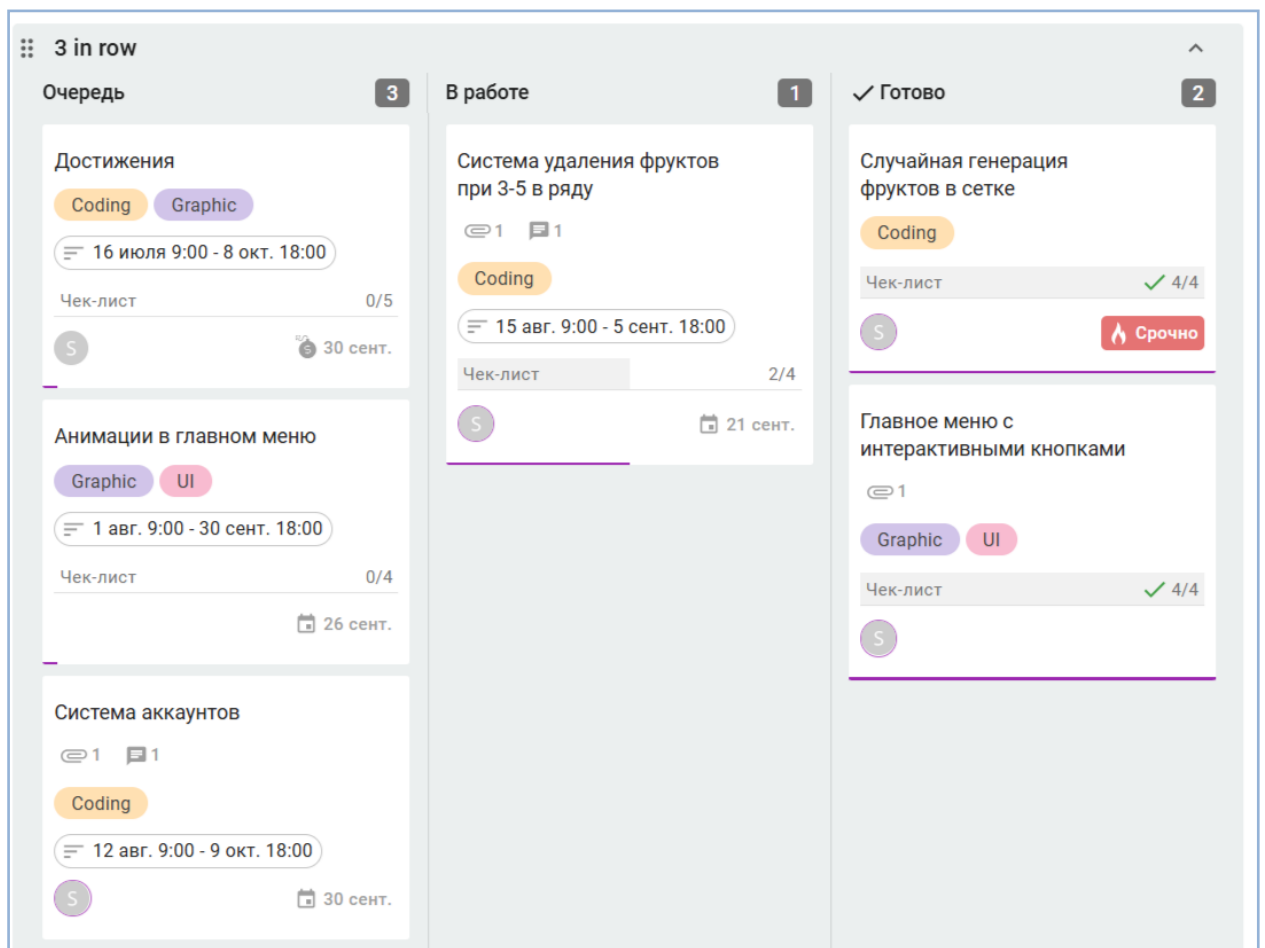 3 in row
Очередь 3
Достижения
Coding Graphic
16 июля 9:00 - 8 окт. 18:00
Чек-лист 0/5
S 30 сент.
Анимации в главном меню
Graphic UI
1 авг. 9:00 - 30 сент. 18:00
Чек-лист 0/4
26 сент.
Система аккаунтов
1 1
Coding
12 авг. 9:00 - 9 окт. 18:00
S 30 сент.
В работе 1
Система удаления фруктов
при 3-5 в ряду
1 1
Coding
15 авг. 9:00 - 5 сент. 18:00
Чек-лист 2/4
S 21 сент.
Готово 2
Случайная генерация
фруктов в сетке
Coding
Чек-лист 4/4
S Срочно
Главное меню с
интерактивными кнопками
1
Graphic UI
Чек-лист 4/4
S